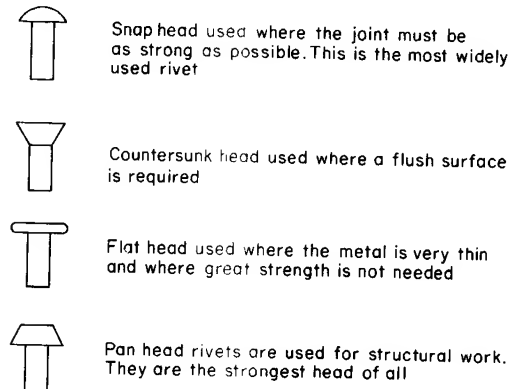 Snap head used where the joint must be
as strong as possible. This is the most widely
used rivet
Countersunk head used where a flush surface
is required
Flat head used where the metal is very thin
and where great strength is not needed
Pan head rivets are used for structural work.
They are the strongest head of all